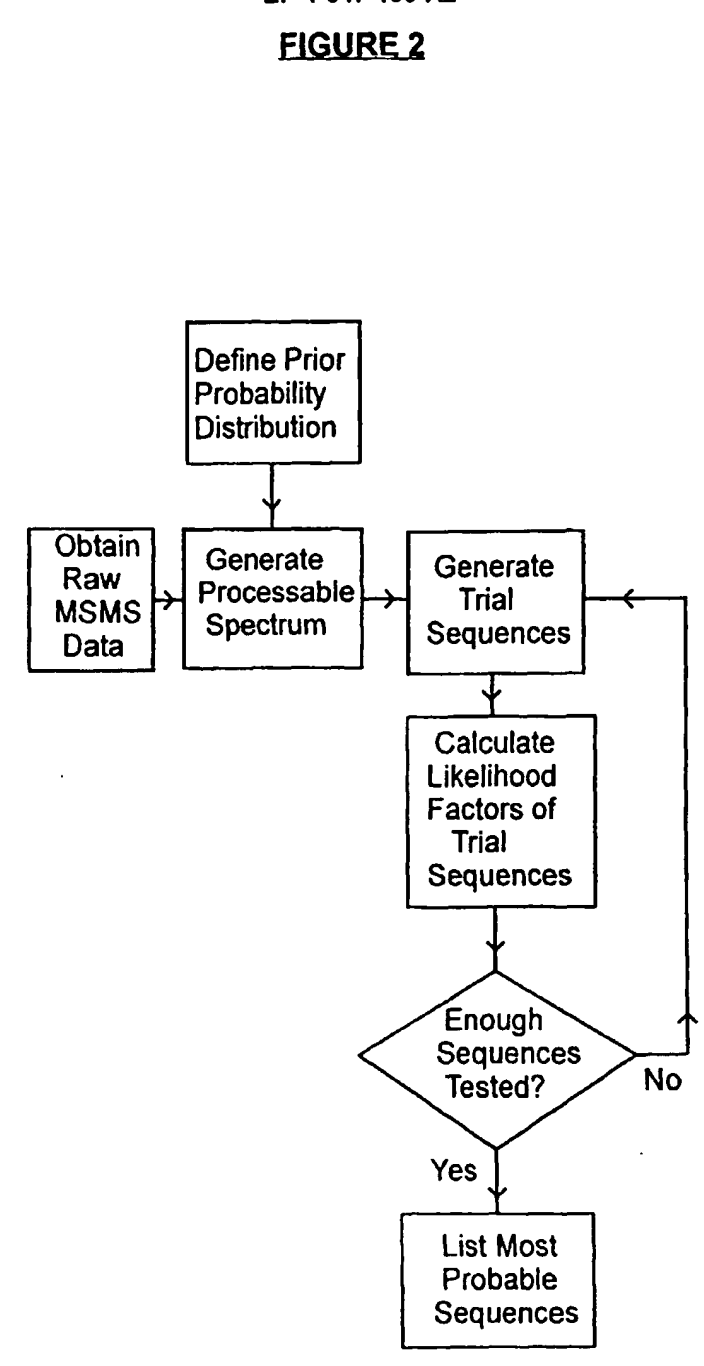 FIGURE 2
Define Prior
Probability
Distribution
Obtain
Raw
MSMS
Data
Generate
Processable
Spectrum
Generate
Trial
Sequences
Calculate
Likelihood
Factors of
Trial
Sequences
Enough
Sequences
Tested?
No
Yes
List Most
Probable
Sequences